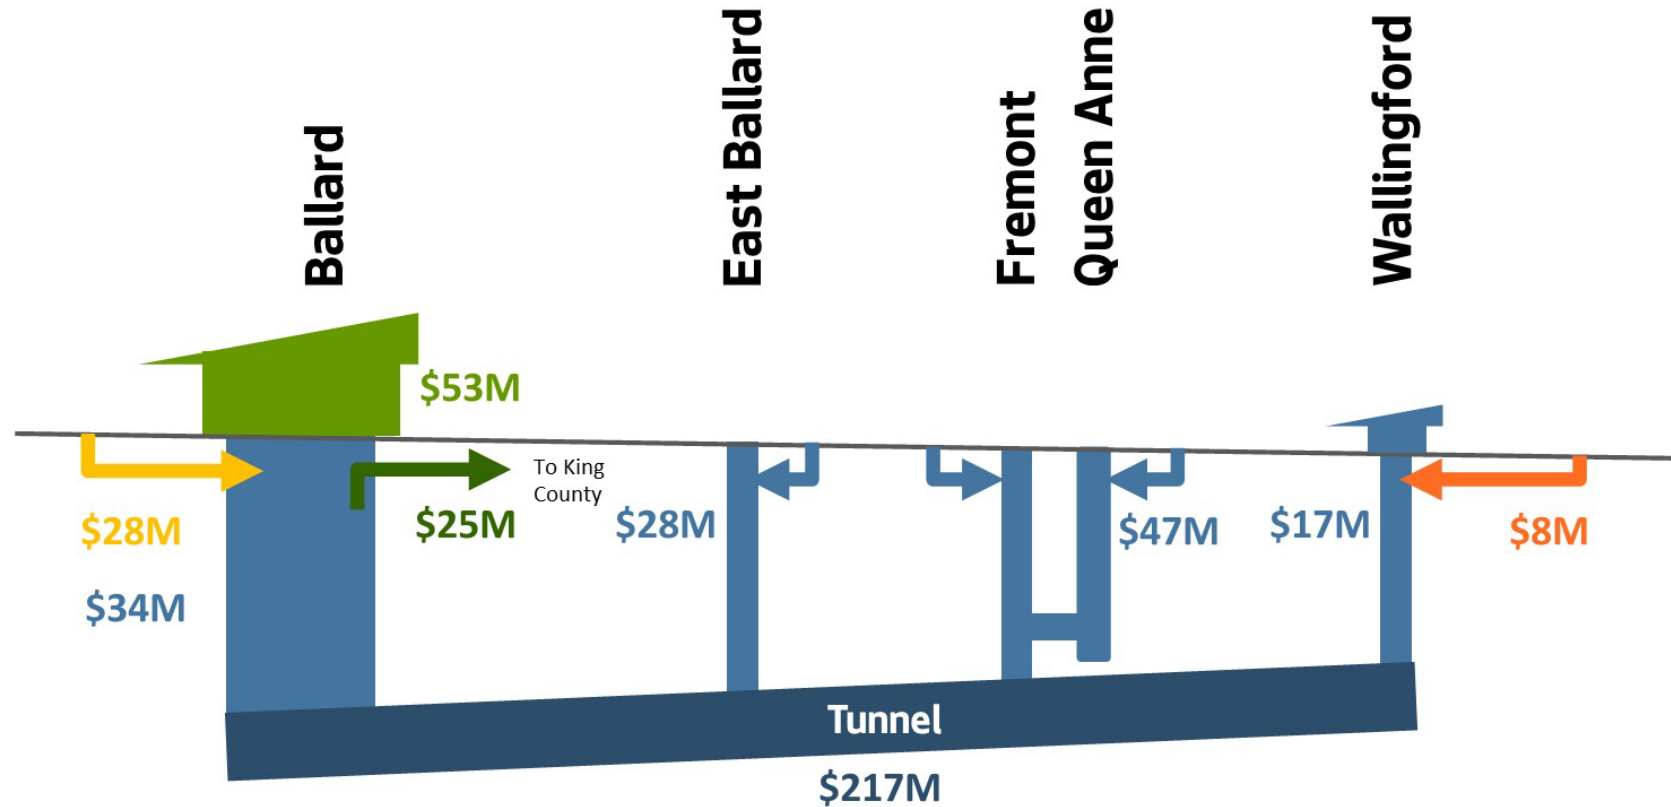 Ballard
East Ballard
Fremont
Queen Anne
Wallingford
$53M
To King
County
$28M
$34M
$25M
$28M
$47M
$17M
$8M
Tunnel
$217M